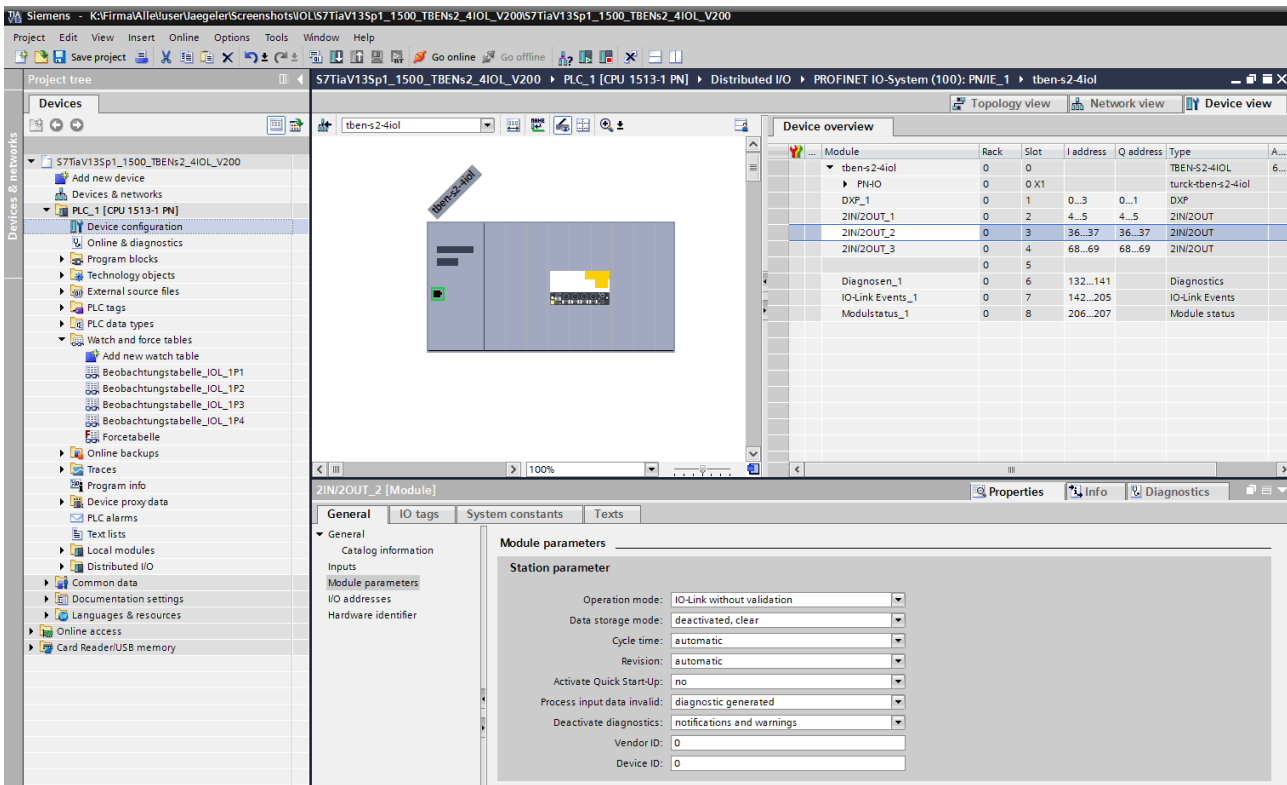 Siemens - K:\Firma\Alle\!user\Jaegeler\Screenshots\IOL\S7TiaV13Sp1_1500_TBENs2_4IOL_V200\S7TiaV13Sp1_1500_TBENs2_4IOL_V200
Project Edit View Insert Online Options Tools Window Help
Save project Go online Go offline
Project tree
S7TiaV13Sp1_1500_TBENs2_4IOL_V200 PLC_1 [CPU 1513-1 PN] Distributed I/O PROFINET IO-System (100): PN/IE_1 tben-s2-4iol
Devices
Devices & networks
S7TiaV13Sp1_1500_TBENs2_4IOL_V200
Add new device
Devices & networks
PLC_1 [CPU 1513-1 PN]
Device configuration
Online & diagnostics
Program blocks
Technology objects
External source files
PLC tags
PLC data types
Watch and force tables
Add new watch table
Beobachtungstabelle_IOL_1P1
Beobachtungstabelle_IOL_1P2
Beobachtungstabelle_IOL_1P3
Beobachtungstabelle_IOL_1P4
Forcetabelle
Online backups
Traces
Program info
Device proxy data
PLC alarms
Text lists
Local modules
Distributed I/O
Common data
Documentation settings
Languages & resources
Online access
Card Reader/USB memory
Topology view Network view Device view
tben-s2-4iol
tben-s2-4iol
100%
Device overview
... Module Rack Slot I address Q address Type A...
tben-s2-4iol 0 0 TBEN-S2-4IOL 6...
PN-IO 0 0 X1 turck-tben-s2-4iol
DXP_1 0 1 0...3 0...1 DXP
2IN/2OUT_1 0 2 4...5 4...5 2IN/2OUT
2IN/2OUT_2 0 3 36...37 36...37 2IN/2OUT
2IN/2OUT_3 0 4 68...69 68...69 2IN/2OUT
0 5
Diagnosen_1 0 6 132...141 Diagnostics
IO-Link Events_1 0 7 142...205 IO-Link Events
Modulstatus_1 0 8 206...207 Module status
2IN/2OUT_2 [Module]
Properties Info Diagnostics
General IO tags System constants Texts
General
Catalog information
Inputs
Module parameters
I/O addresses
Hardware identifier
Module parameters
Station parameter
Operation mode: IO-Link without validation
Data storage mode: deactivated, clear
Cycle time: automatic
Revision: automatic
Activate Quick Start-Up: no
Process input data invalid: diagnostic generated
Deactivate diagnostics: notifications and warnings
Vendor ID: 0
Device ID: 0